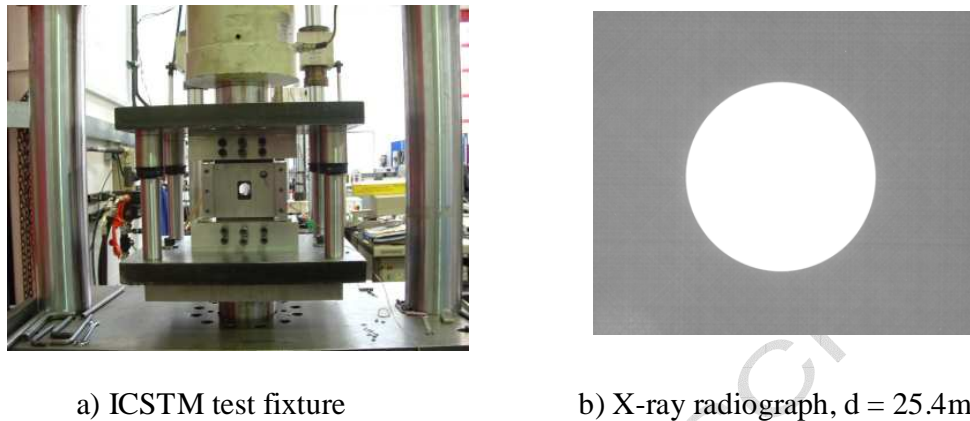 a) ICSTM test fixture
b) X-ray radiograph, d = 25.4m